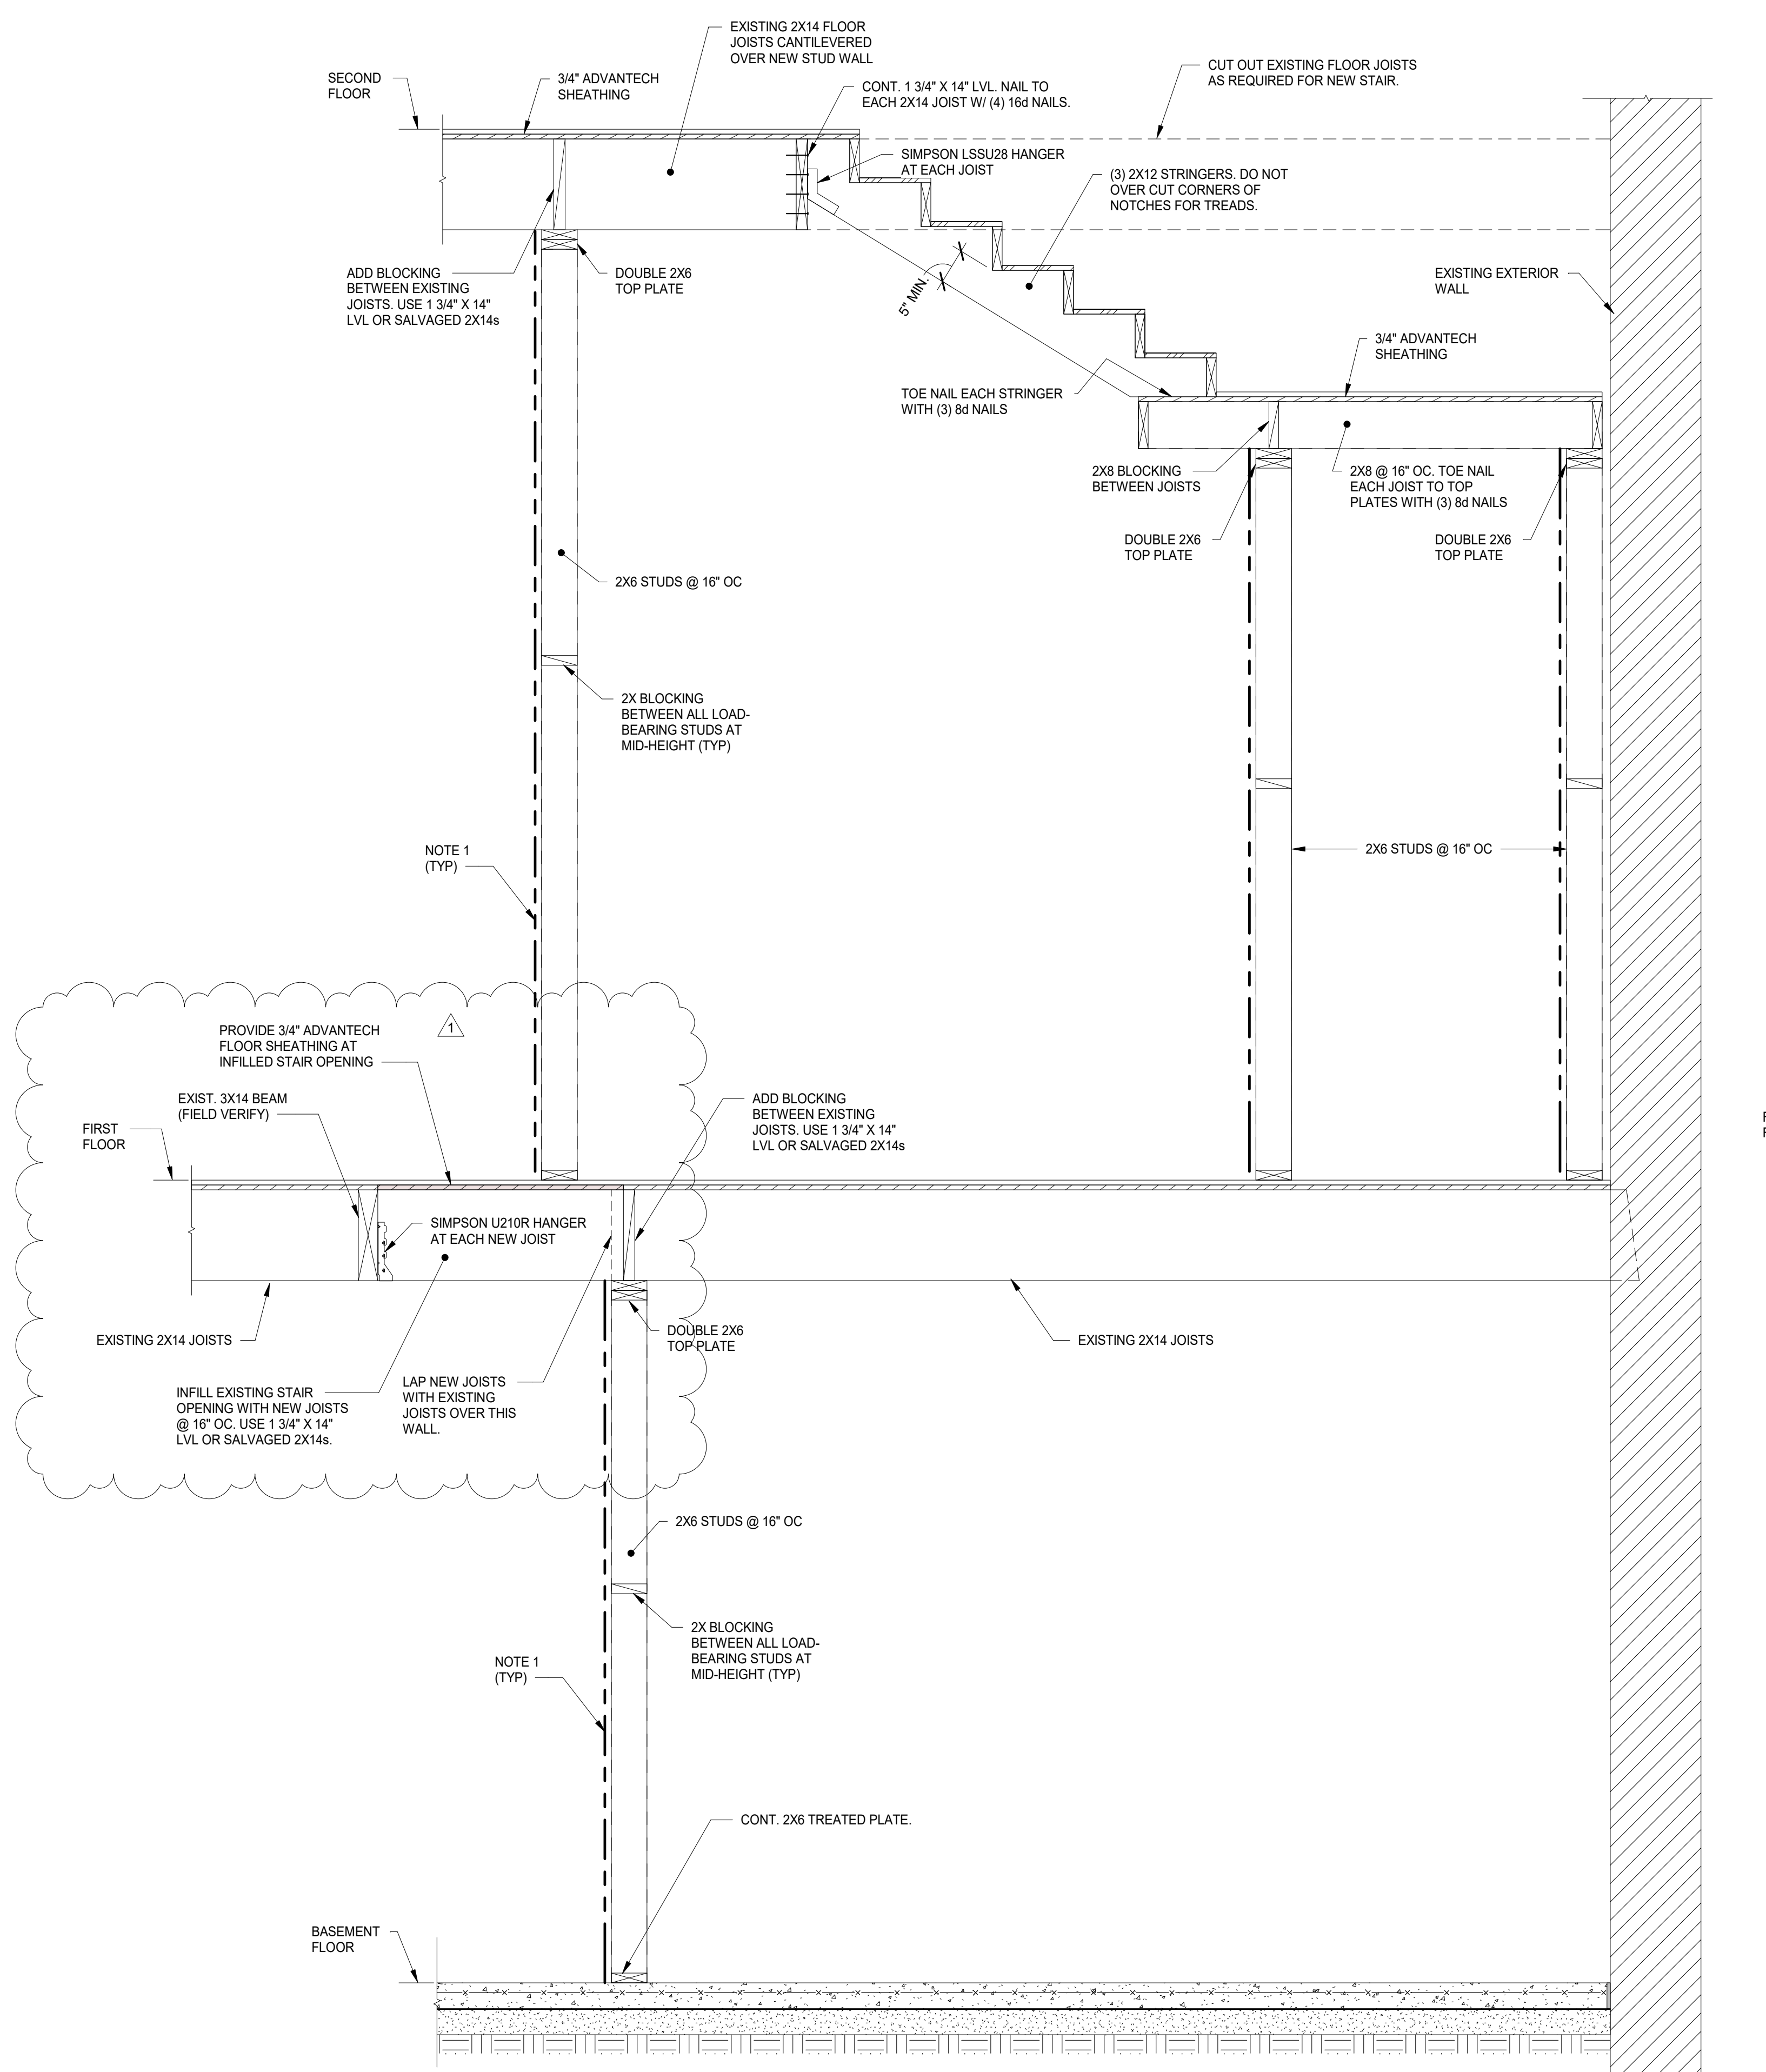 EXISTING 2X14 FLOOR
JOISTS CANTILEVERED
OVER NEW STUD WALL
SECOND
FLOOR
3/4" ADVANTECH
SHEATHING
CONT. 1 3/4" X 14" LVL. NAIL TO
EACH 2X14 JOIST W/ (4) 16d NAILS.
CUT OUT EXISTING FLOOR JOISTS
AS REQUIRED FOR NEW STAIR.
SIMPSON LSSU28 HANGER
AT EACH JOIST
(3) 2X12 STRINGERS. DO NOT
OVER CUT CORNERS OF
NOTCHES FOR TREADS.
ADD BLOCKING
BETWEEN EXISTING
JOISTS. USE 1 3/4" X 14"
LVL OR SALVAGED 2X14s
DOUBLE 2X6
TOP PLATE
5" MIN.
EXISTING EXTERIOR
WALL
3/4" ADVANTECH
SHEATHING
TOE NAIL EACH STRINGER
WITH (3) 8d NAILS
2X8 BLOCKING
BETWEEN JOISTS
2X8 @ 16" OC. TOE NAIL
EACH JOIST TO TOP
PLATES WITH (3) 8d NAILS
DOUBLE 2X6
TOP PLATE
DOUBLE 2X6
TOP PLATE
2X6 STUDS @ 16" OC
2X BLOCKING
BETWEEN ALL LOAD-
BEARING STUDS AT
MID-HEIGHT (TYP)
NOTE 1
(TYP)
2X6 STUDS @ 16" OC
1
PROVIDE 3/4" ADVANTECH
FLOOR SHEATHING AT
INFILLED STAIR OPENING
EXIST. 3X14 BEAM
(FIELD VERIFY)
FIRST
FLOOR
ADD BLOCKING
BETWEEN EXISTING
JOISTS. USE 1 3/4" X 14"
LVL OR SALVAGED 2X14s
SIMPSON U210R HANGER
AT EACH NEW JOIST
EXISTING 2X14 JOISTS
DOUBLE 2X6
TOP PLATE
EXISTING 2X14 JOISTS
INFILL EXISTING STAIR
OPENING WITH NEW JOISTS
@ 16" OC. USE 1 3/4" X 14"
LVL OR SALVAGED 2X14s.
LAP NEW JOISTS
WITH EXISTING
JOISTS OVER THIS
WALL.
2X6 STUDS @ 16" OC
2X BLOCKING
BETWEEN ALL LOAD-
BEARING STUDS AT
MID-HEIGHT (TYP)
NOTE 1
(TYP)
CONT. 2X6 TREATED PLATE.
BASEMENT
FLOOR